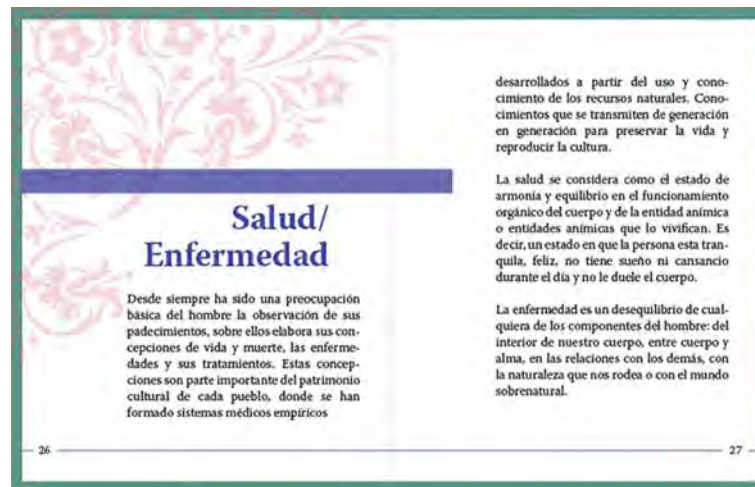 Salud/
Enfermedad
Desde siempre ha sido una preocupación
básica del hombre la observación de sus
padecimientos, sobre ellos elabora sus con-
cepciones de vida y muerte, las enferme-
dades y sus tratamientos. Estas concep-
ciones son parte importante del patrimonio
cultural de cada pueblo, donde se han
formado sistemas médicos empíricos
26
desarrollados a partir del uso y cono-
cimiento de los recursos naturales. Cono-
cimientos que se transmiten de generación
en generación para preservar la vida y
reproducir la cultura.
La salud se considera como el estado de
armonía y equilibrio en el funcionamiento
orgánico del cuerpo y de la entidad anímica
o entidades anímicas que lo vivifican. Es
decir, un estado en que la persona esta tran-
quila, feliz, no tiene sueño ni cansancio
durante el día y no le duele el cuerpo.
La enfermedad es un desequilibrio de cual-
quiera de los componentes del hombre: del
interior de nuestro cuerpo, entre cuerpo y
alma, en las relaciones con los demás, con
la naturaleza que nos rodea o con el mundo
sobrenatural.
27